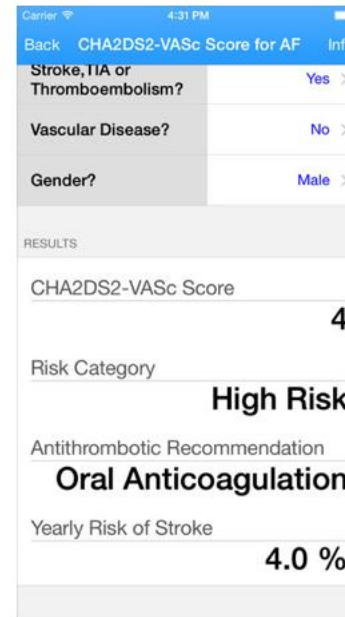 Carrier 4:31 PM
Back CHA2DS2-VASc Score for AF Inf
Stroke,TIA or Yes
Thromboembolism?
Vascular Disease? No
Gender? Male
RESULTS
CHA2DS2-VASc Score
4
Risk Category
High Risk
Antithrombotic Recommendation
Oral Anticoagulation
Yearly Risk of Stroke
4.0 %